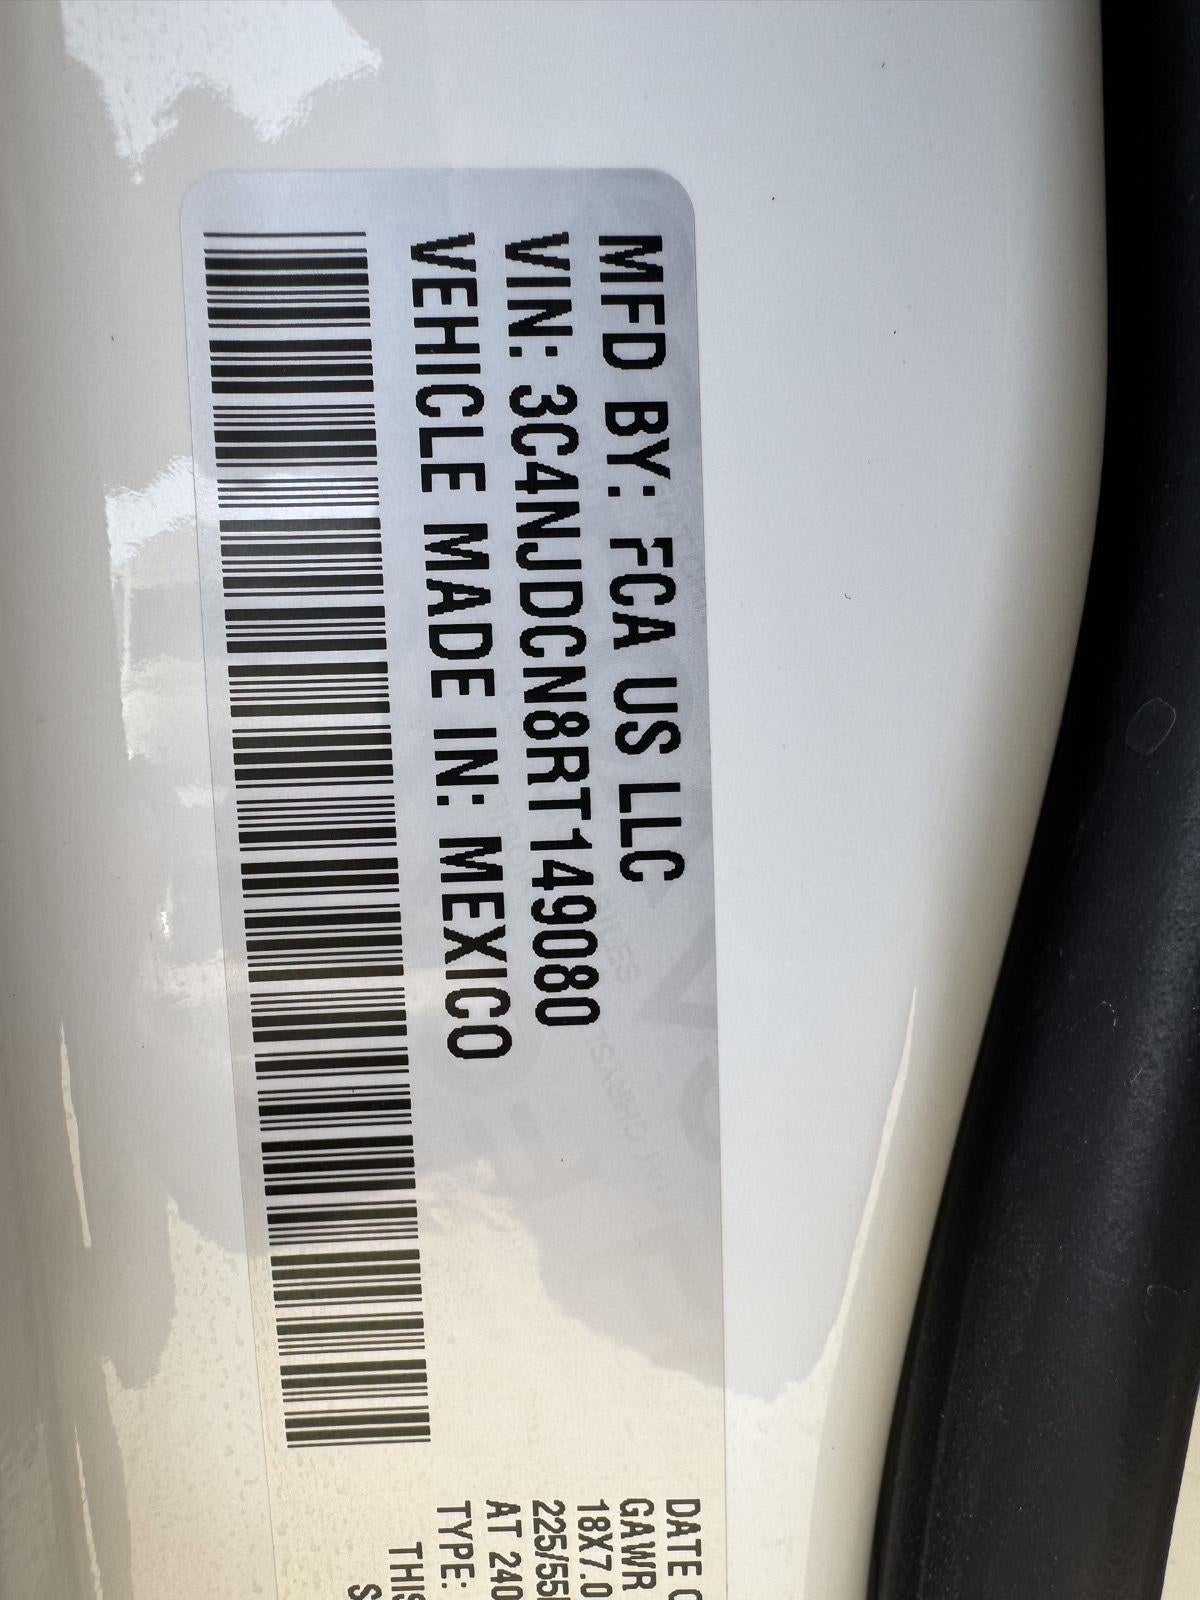 MFD BY: FCA US LLC
VIN: 3C4NJDCN8RT149080
VEHICLE MADE IN: MEXICO
DATE
GAWR
18X7.0
225/55
AT 240
TYPE: